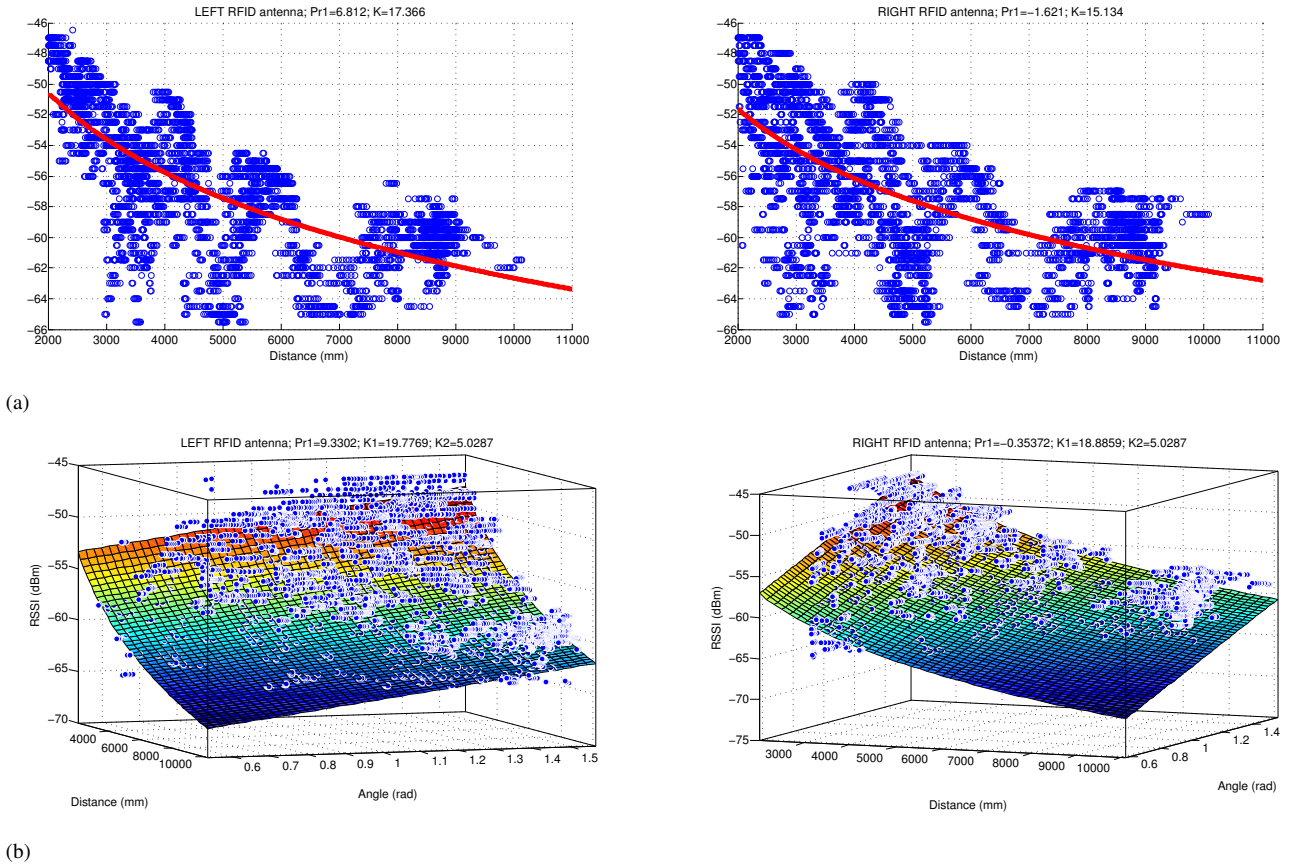 LEFT RFID antenna; Pr1=6.812; K=17.366
−46
−48
−50
−52
−54
−56
−58
−60
−62
−64
−66
2000 3000 4000 5000 6000 7000 8000 9000 10000 11000
Distance (mm)
RIGHT RFID antenna; Pr1=−1.621; K=15.134
−46
−48
−50
−52
−54
−56
−58
−60
−62
−64
−66
2000 3000 4000 5000 6000 7000 8000 9000 10000 11000
Distance (mm)
(a)
LEFT RFID antenna; Pr1=9.3302; K1=19.7769; K2=5.0287
−45
−50
−55
−60
−65
−70
RSSI (dBm)
4000 6000 8000 10000
Distance (mm)
0.6 0.7 0.8 0.9 1 1.1 1.2 1.3 1.4 1.5
Angle (rad)
RIGHT RFID antenna; Pr1=−0.35372; K1=18.8859; K2=5.0287
−45
−50
−55
−60
−65
−70
−75
RSSI (dBm)
3000 4000 5000 6000 7000 8000 9000 10000
Distance (mm)
0.6 0.8 1 1.2 1.4
Angle (rad)
(b)